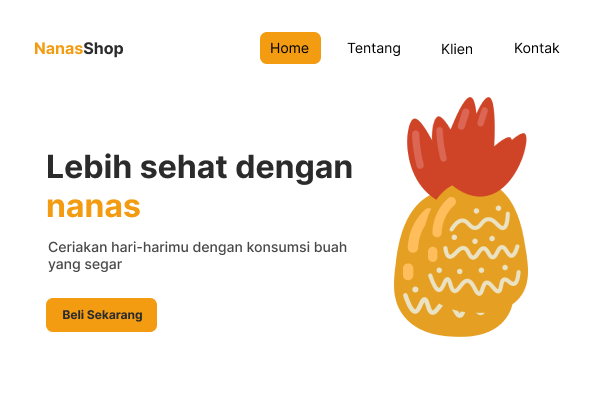 NanasShop Home Tentang Klien Kontak
Lebih sehat dengan
nanas
Ceriakan hari-harimu dengan konsumsi buah
yang segar
Beli Sekarang